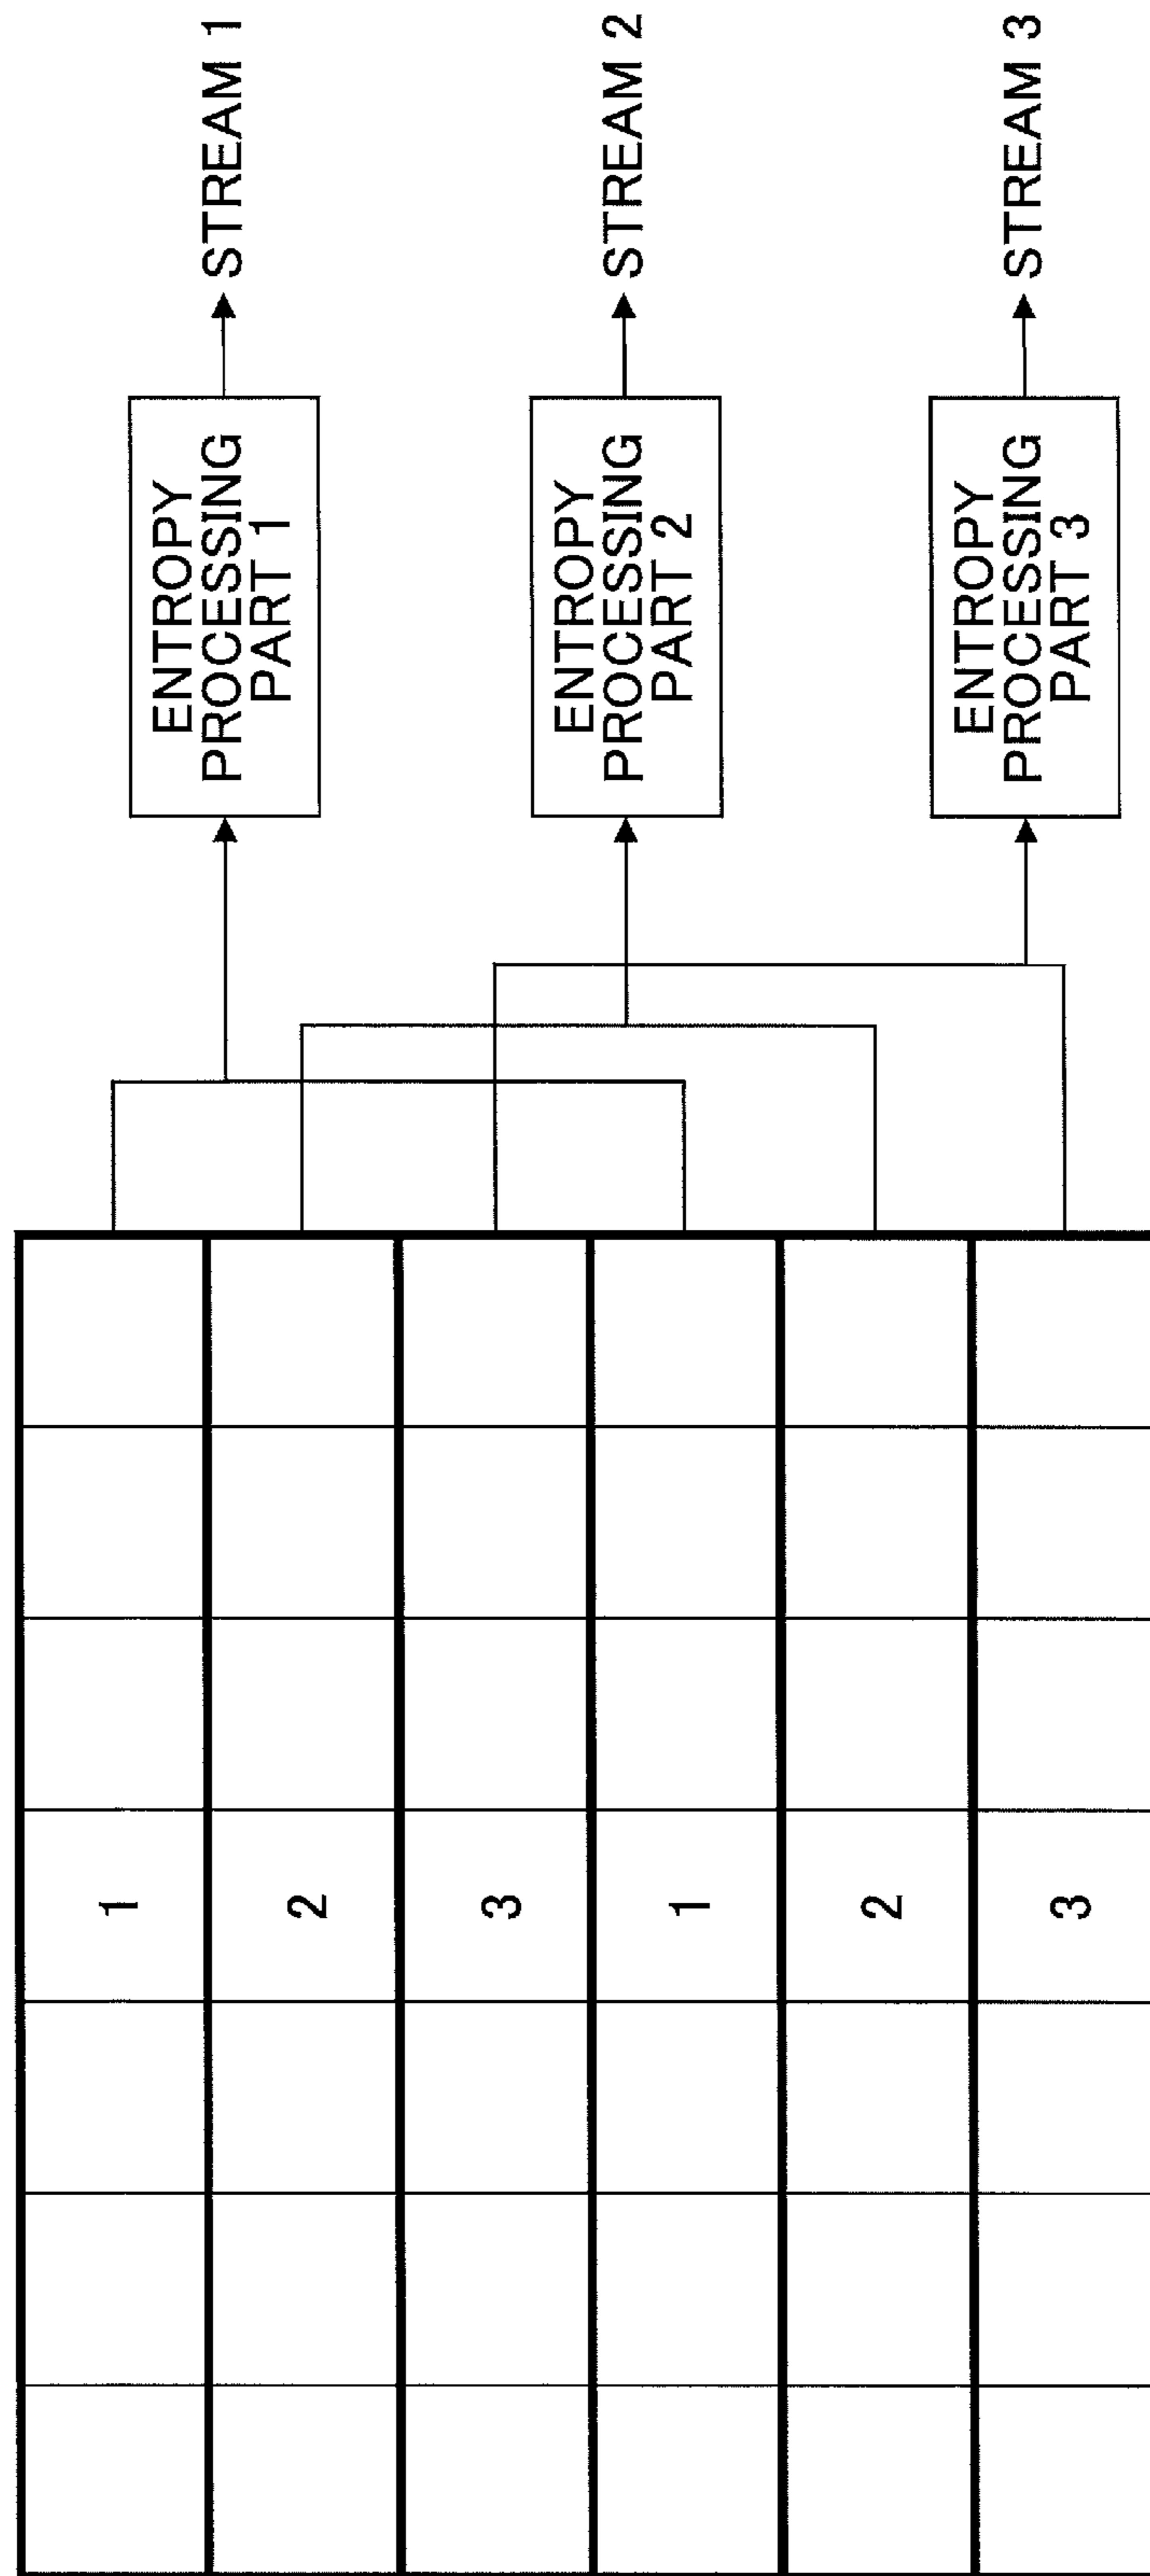 1
2
3
1
2
3
ENTROPY
PROCESSING
PART 1
STREAM 1
ENTROPY
PROCESSING
PART 2
STREAM 2
ENTROPY
PROCESSING
PART 3
STREAM 3